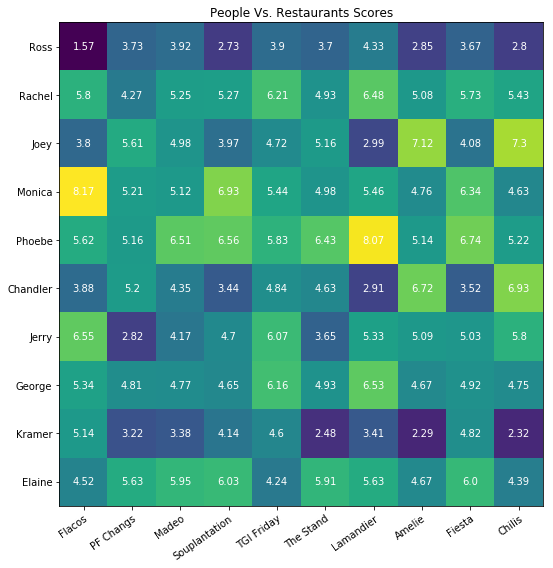 People Vs. Restaurants Scores
Ross 1.57 3.73 3.92 2.73 3.9 3.7 4.33 2.85 3.67 2.8
Rachel 5.8 4.27 5.25 5.27 6.21 4.93 6.48 5.08 5.73 5.43
Joey 3.8 5.61 4.98 3.97 4.72 5.16 2.99 7.12 4.08 7.3
Monica 8.17 5.21 5.12 6.93 5.44 4.98 5.46 4.76 6.34 4.63
Phoebe 5.62 5.16 6.51 6.56 5.83 6.43 8.07 5.14 6.74 5.22
Chandler 3.88 5.2 4.35 3.44 4.84 4.63 2.91 6.72 3.52 6.93
Jerry 6.55 2.82 4.17 4.7 6.07 3.65 5.33 5.09 5.03 5.8
George 5.34 4.81 4.77 4.65 6.16 4.93 6.53 4.67 4.92 4.75
Kramer 5.14 3.22 3.38 4.14 4.6 2.48 3.41 2.29 4.82 2.32
Elaine 4.52 5.63 5.95 6.03 4.24 5.91 5.63 4.67 6.0 4.39
Flacos PF Changs Madeo Souplantation TGI Friday The Stand Lamandier Amelie Fiesta Chilis